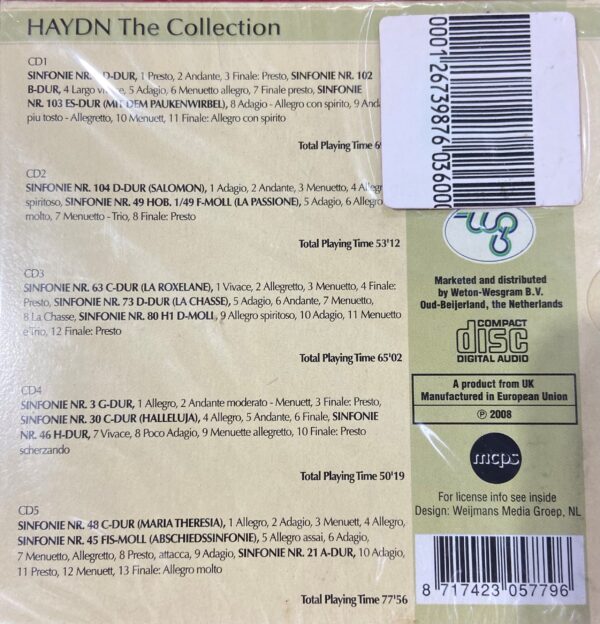 HAYDN The Collection
CD1
SINFONIE NR. D-DUR, 1 Presto, 2 Andante, 3 Finale: Presto, SINFONIE NR. 102
B-DUR, 4 Largo vivace, 5 Adagio, 6 Menuetto allegro, 7 Finale presto, SINFONIE
NR. 103 ES-DUR (MIT DEM PAUKENWIRBEL), 8 Adagio - Allegro con spirito, 9
piu tosto - Allegretto, 10 Menuett, 11 Finale: Allegro con spirito
Total Playing Time
CD2
SINFONIE NR. 104 D-DUR (SALOMON), 1 Adagio, 2 Andante, 3 Menuetto, 4
spiritoso, SINFONIE NR. 49 HOB. 1/49 F-MOLL (LA PASSIONE), 5 Adagio, 6
molto, 7 Menuetto - Trio, 8 Finale: Presto
Total Playing Time 53'12
CD3
SINFONIE NR. 63 C-DUR (LA ROXELANE), 1 Vivace, 2 Allegretto, 3 Menuetto, 4 Finale:
Presto, SINFONIE NR. 73 D-DUR (LA CHASSE), 5 Adagio, 6 Andante, 7 Menuetto,
8 La Chasse, SINFONIE NR. 80 H1 D-MOLL, 9 Allegro spiritoso, 10 Adagio, 11 Menuetto
e Trio, 12 Finale: Presto
Total Playing Time 65'02
CD4
SINFONIE NR. 3 G-DUR, 1 Allegro, 2 Andante moderato - Menuett, 3 Finale: Presto,
SINFONIE NR. 30 C-DUR (HALLELUJA), 4 Allegro, 5 Andante, 6 Finale, SINFONIE
NR. 46 H-DUR, 7 Vivace, 8 Poco Adagio, 9 Menuette allegretto, 10 Finale: Presto
scherzando
Total Playing Time 50'19
CD5
SINFONIE NR. 48 C-DUR (MARIA THERESIA), 1 Allegro, 2 Adagio, 3 Menuett, 4 Allegro,
SINFONIE NR. 45 FIS-MOLL (ABSCHIEDSSINFONIE), 5 Allegro assai, 6 Adagio,
7 Menuetto, Allegretto, 8 Presto, attacca, 9 Adagio, SINFONIE NR. 21 A-DUR, 10 Adagio,
11 Presto, 12 Menuett, 13 Finale: Allegro molto
Total Playing Time 77'56
000126739876036000
Marketed and distributed
by Weton-Wesgram B.V.
Oud-Beijerland, the Netherlands
COMPACT
disc
DIGITAL AUDIO
A product from UK
Manufactured in European Union
℗ 2008
mcps
For license info see inside
Design: Weijmans Media Groep, NL
8 717423 057796